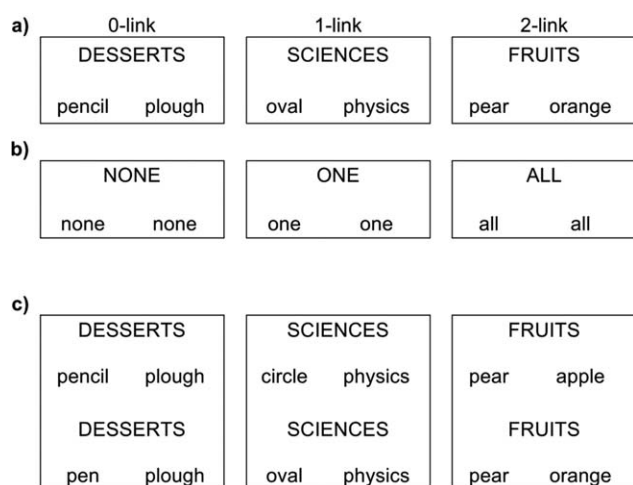 0-link 1-link 2-link
a)
DESSERTS SCIENCES FRUITS
pencil plough oval physics pear orange
b)
NONE ONE ALL
none none one one all all
c)
DESSERTS SCIENCES FRUITS
pencil plough circle physics pear apple
DESSERTS SCIENCES FRUITS
pen plough oval physics pear orange